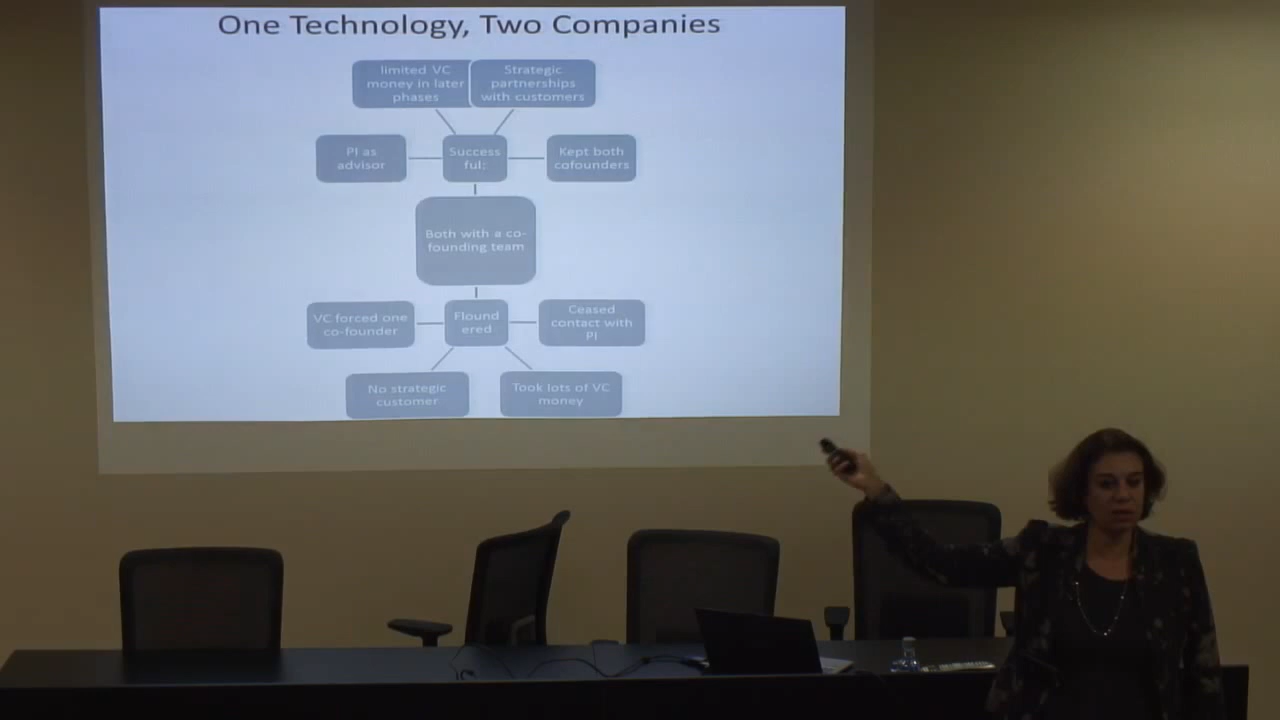 One Technology, Two Companies
limited VC
money in later
phases
Strategic
partnerships
with customers
PI as
advisor
Success
ful:
Kept both
cofounders
Both with a co-
founding team
VC forced one
co-founder
Flound
ered
Ceased
contact with
PI
No strategic
customer
Took lots of VC
money